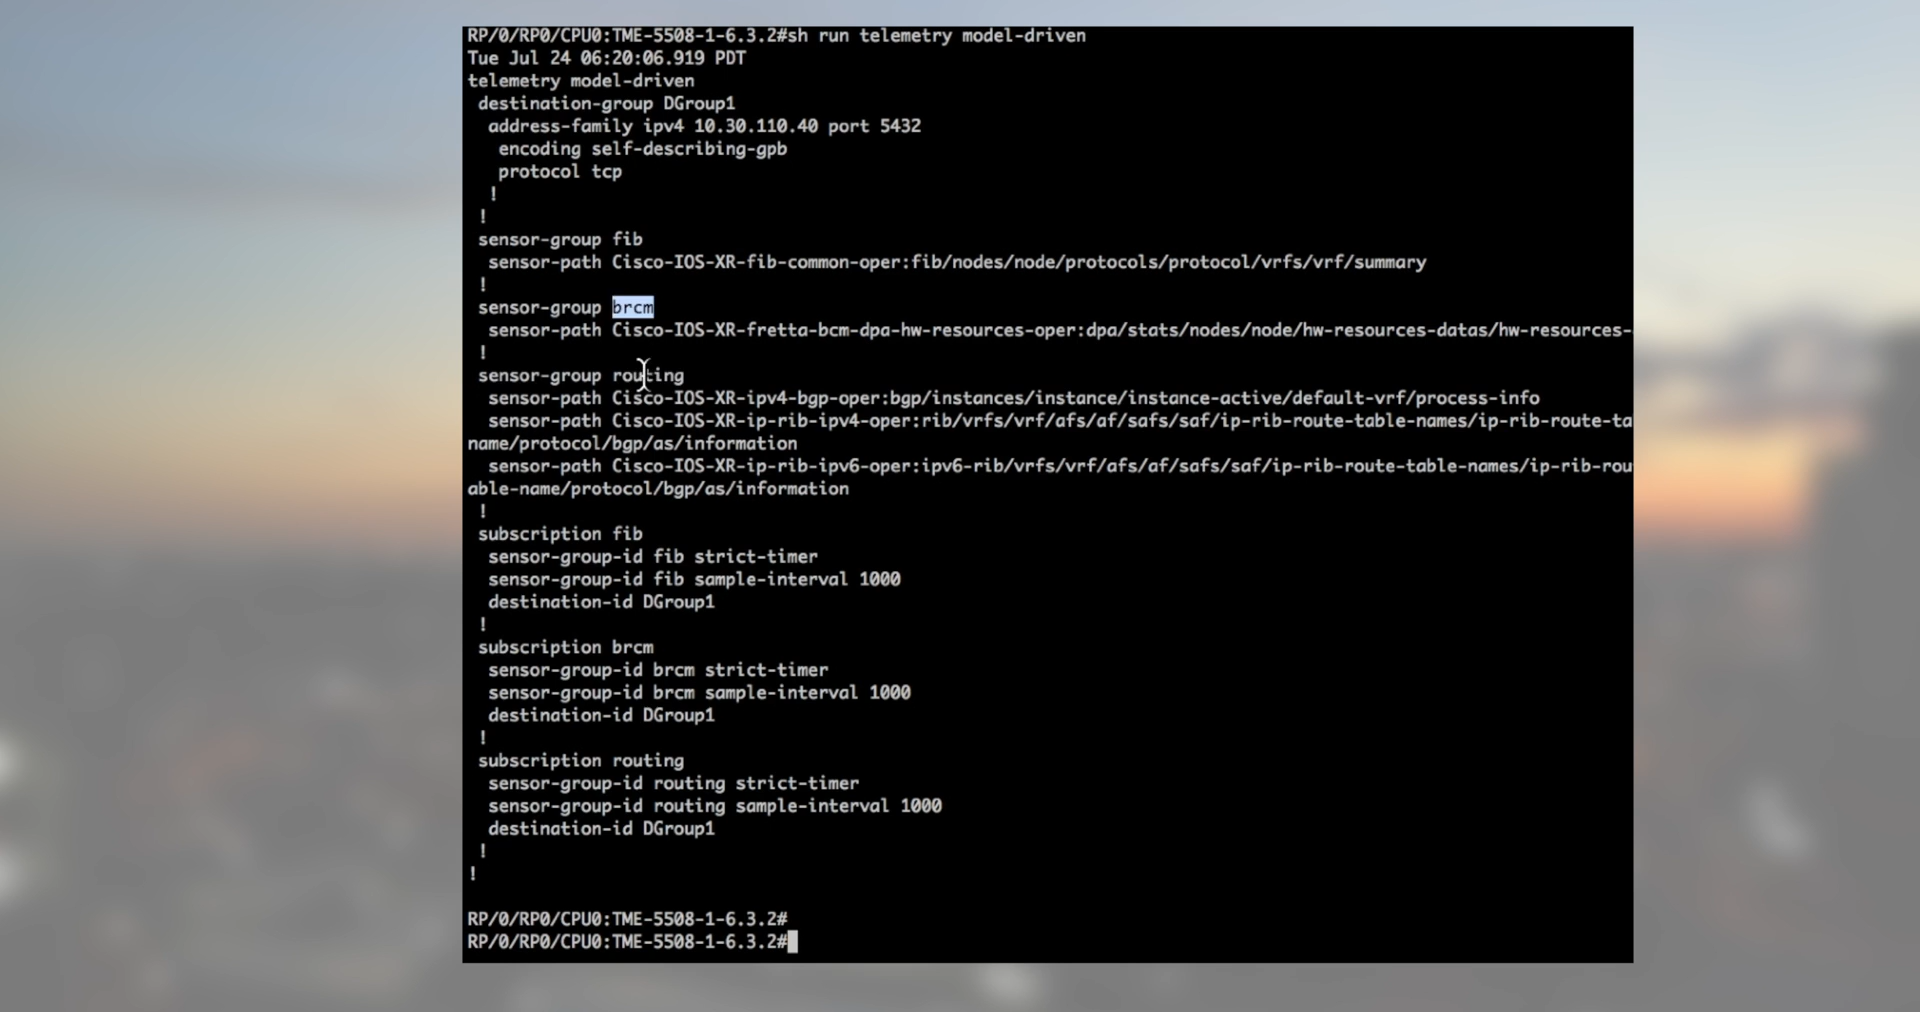 RP/0/RP0/CPU0:TME-5508-1-6.3.2#sh run telemetry model-driven
Tue Jul 24 06:20:06.919 PDT
telemetry model-driven
destination-group DGroup1
address-family ipv4 10.30.110.40 port 5432
encoding self-describing-gpb
protocol tcp
!
!
sensor-group fib
sensor-path Cisco-IOS-XR-fib-common-oper:fib/nodes/node/protocols/protocol/vrfs/vrf/summary
!
sensor-group brcm
sensor-path Cisco-IOS-XR-fretta-bcm-dpa-hw-resources-oper:dpa/stats/nodes/node/hw-resources-datas/hw-resources-
!
sensor-group routing
sensor-path Cisco-IOS-XR-ipv4-bgp-oper:bgp/instances/instance/instance-active/default-vrf/process-info
sensor-path Cisco-IOS-XR-ip-rib-ipv4-oper:rib/vrfs/vrf/afs/af/safs/saf/ip-rib-route-table-names/ip-rib-route-ta
name/protocol/bgp/as/information
sensor-path Cisco-IOS-XR-ip-rib-ipv6-oper:ipv6-rib/vrfs/vrf/afs/af/safs/saf/ip-rib-route-table-names/ip-rib-rou
able-name/protocol/bgp/as/information
!
subscription fib
sensor-group-id fib strict-timer
sensor-group-id fib sample-interval 1000
destination-id DGroup1
!
subscription brcm
sensor-group-id brcm strict-timer
sensor-group-id brcm sample-interval 1000
destination-id DGroup1
!
subscription routing
sensor-group-id routing strict-timer
sensor-group-id routing sample-interval 1000
destination-id DGroup1
!
!
RP/0/RP0/CPU0:TME-5508-1-6.3.2#
RP/0/RP0/CPU0:TME-5508-1-6.3.2#